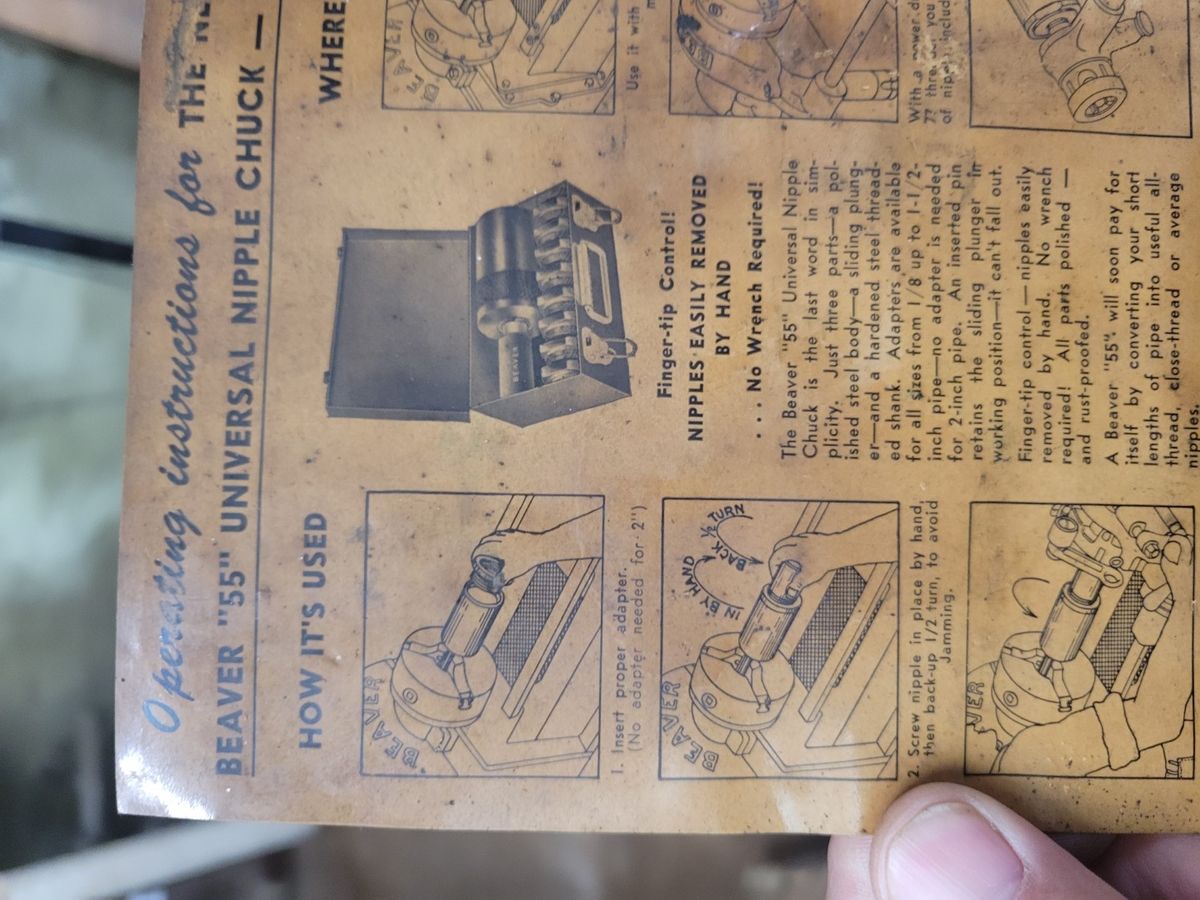 Operating instructions for THE
BEAVER "55" UNIVERSAL NIPPLE CHUCK —
HOW IT'S USED
BEAVER
1. Insert proper adapter.
(No adapter needed for 2")
BEAVER
IN BY HAND
BACK 1/2 TURN
2. Screw nipple in place by hand,
then back-up 1/2 turn, to avoid
Jamming.
VER
BEAVER
Finger-tip Control!
NIPPLES EASILY REMOVED
BY HAND
. . . No Wrench Required!
The Beaver "55" Universal Nipple
Chuck is the last word in sim-
plicity. Just three parts—a pol-
ished steel body—a sliding plung-
er—and a hardened steel thread-
ed shank. Adapters are available
for all sizes from 1/8 up to 1-1/2-
inch pipe—no adapter is needed
for 2-inch pipe. An inserted pin
retains the sliding plunger in
working position—it can't fall out.
Finger-tip control—nipples easily
removed by hand. No wrench
required! All parts polished —
and rust-proofed.
A Beaver "55" will soon pay for
itself by converting your short
lengths of pipe into useful all-
thread, close-thread or average
nipples.
WHERE
BEAVER
Use it with
With a power
you
of includ